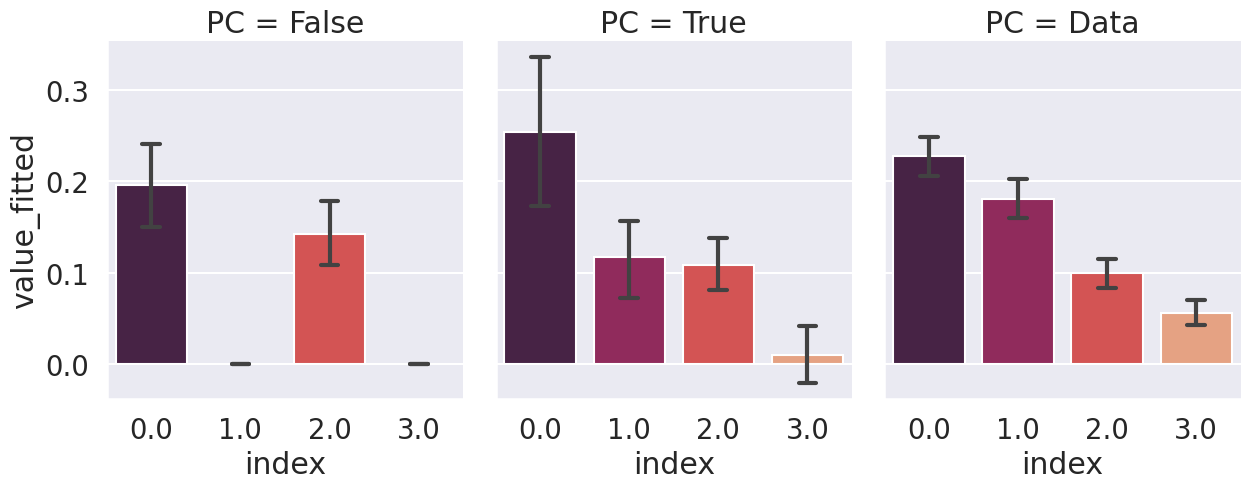 PC = False
PC = True
PC = Data
value_fitted
0.3
0.2
0.1
0.0
0.0 1.0 2.0 3.0
0.0 1.0 2.0 3.0
0.0 1.0 2.0 3.0
index
index
index